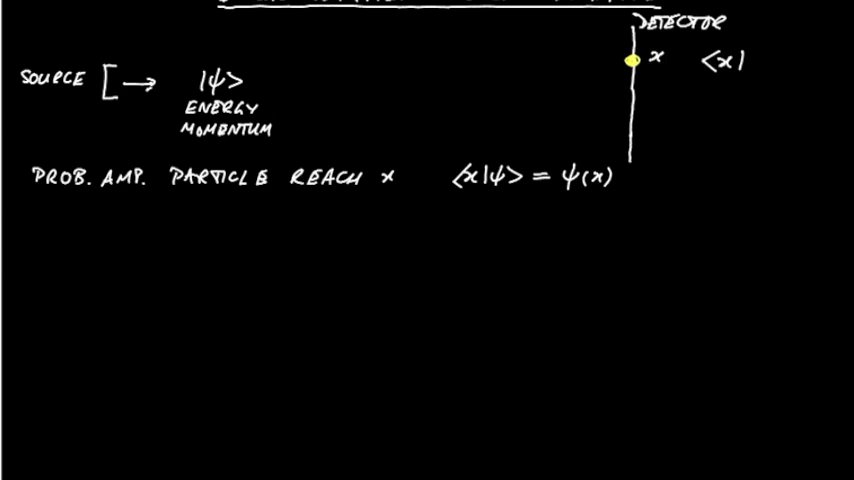 DETECTOR
x <x|
SOURCE [ → |ψ>
ENERGY
MOMENTUM
PROB. AMP. PARTICLE REACH x <x|ψ> = ψ(x)